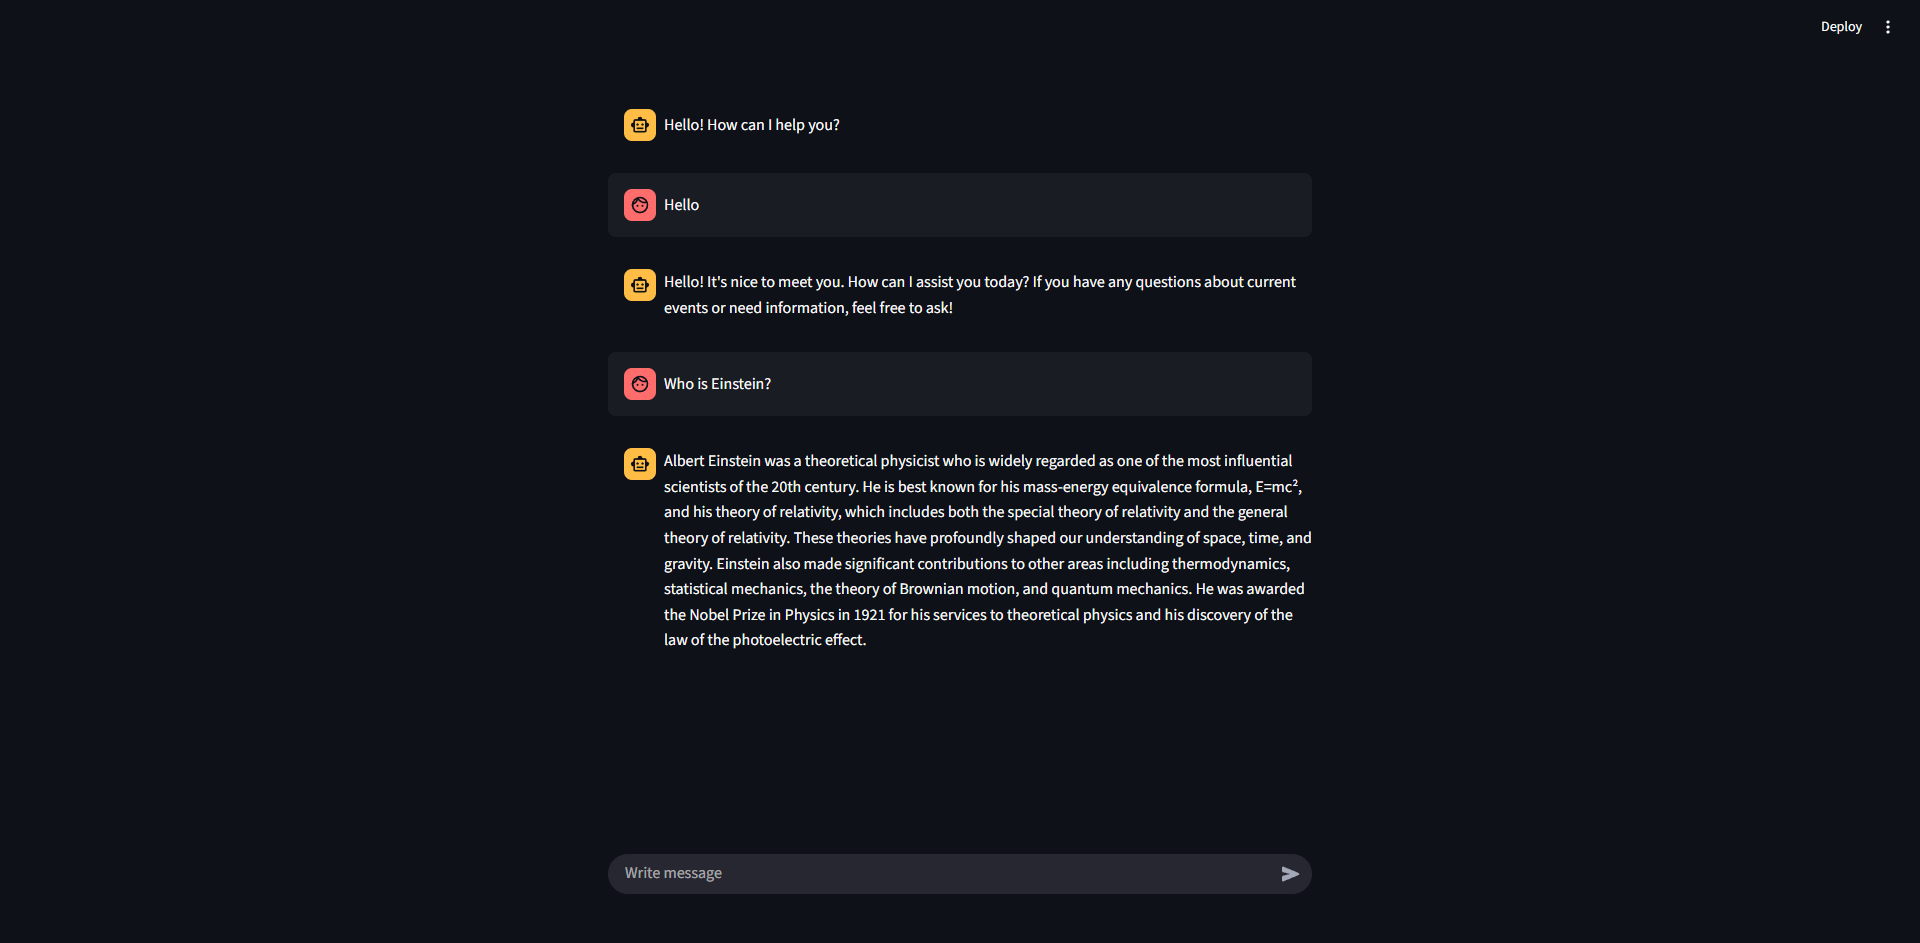 Deploy
Hello! How can I help you?
Hello
Hello! It's nice to meet you. How can I assist you today? If you have any questions about current
events or need information, feel free to ask!
Who is Einstein?
Albert Einstein was a theoretical physicist who is widely regarded as one of the most influential
scientists of the 20th century. He is best known for his mass-energy equivalence formula, E=mc²,
and his theory of relativity, which includes both the special theory of relativity and the general
theory of relativity. These theories have profoundly shaped our understanding of space, time, and
gravity. Einstein also made significant contributions to other areas including thermodynamics,
statistical mechanics, the theory of Brownian motion, and quantum mechanics. He was awarded
the Nobel Prize in Physics in 1921 for his services to theoretical physics and his discovery of the
law of the photoelectric effect.
Write message